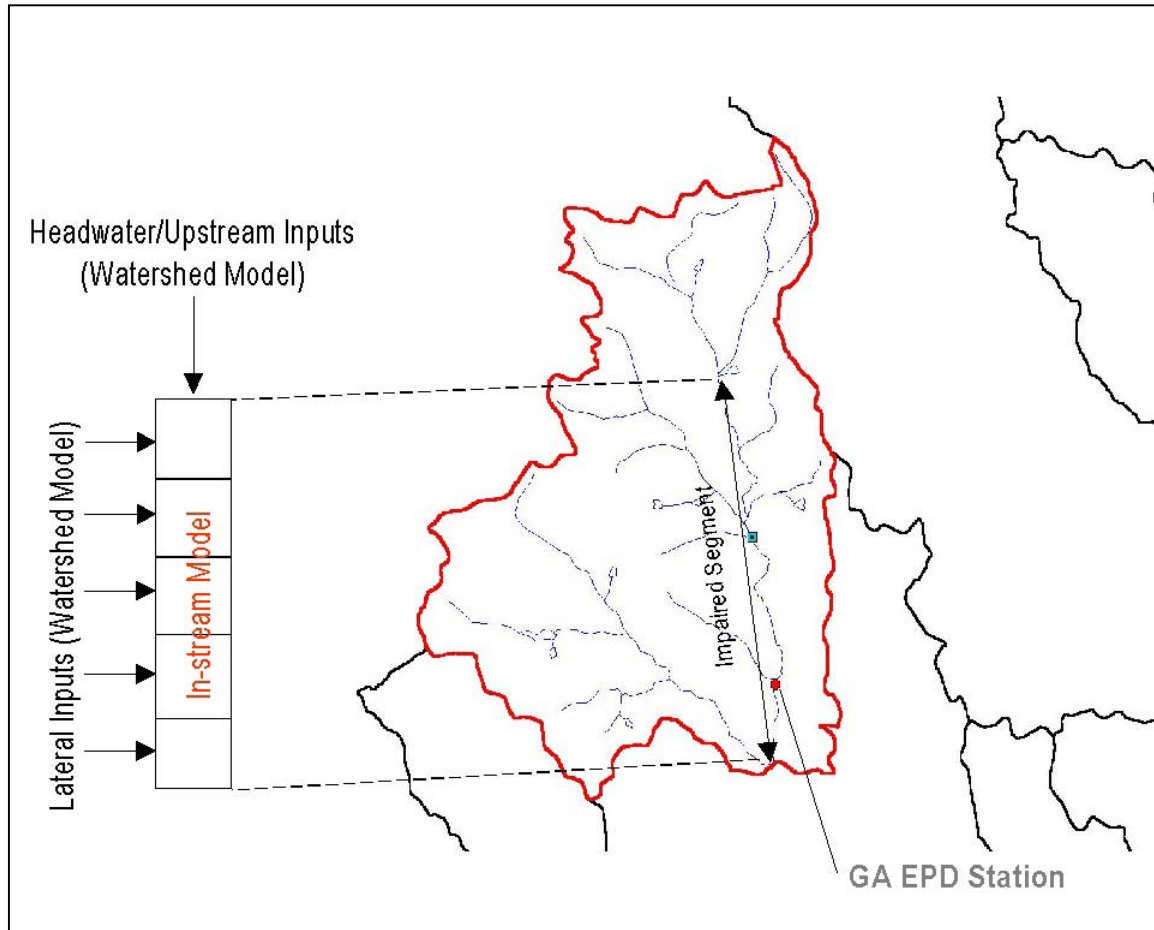 Headwater/Upstream Inputs
(Watershed Model)
Lateral Inputs (Watershed Model)
In-stream Model
Impaired Segment
GA EPD Station